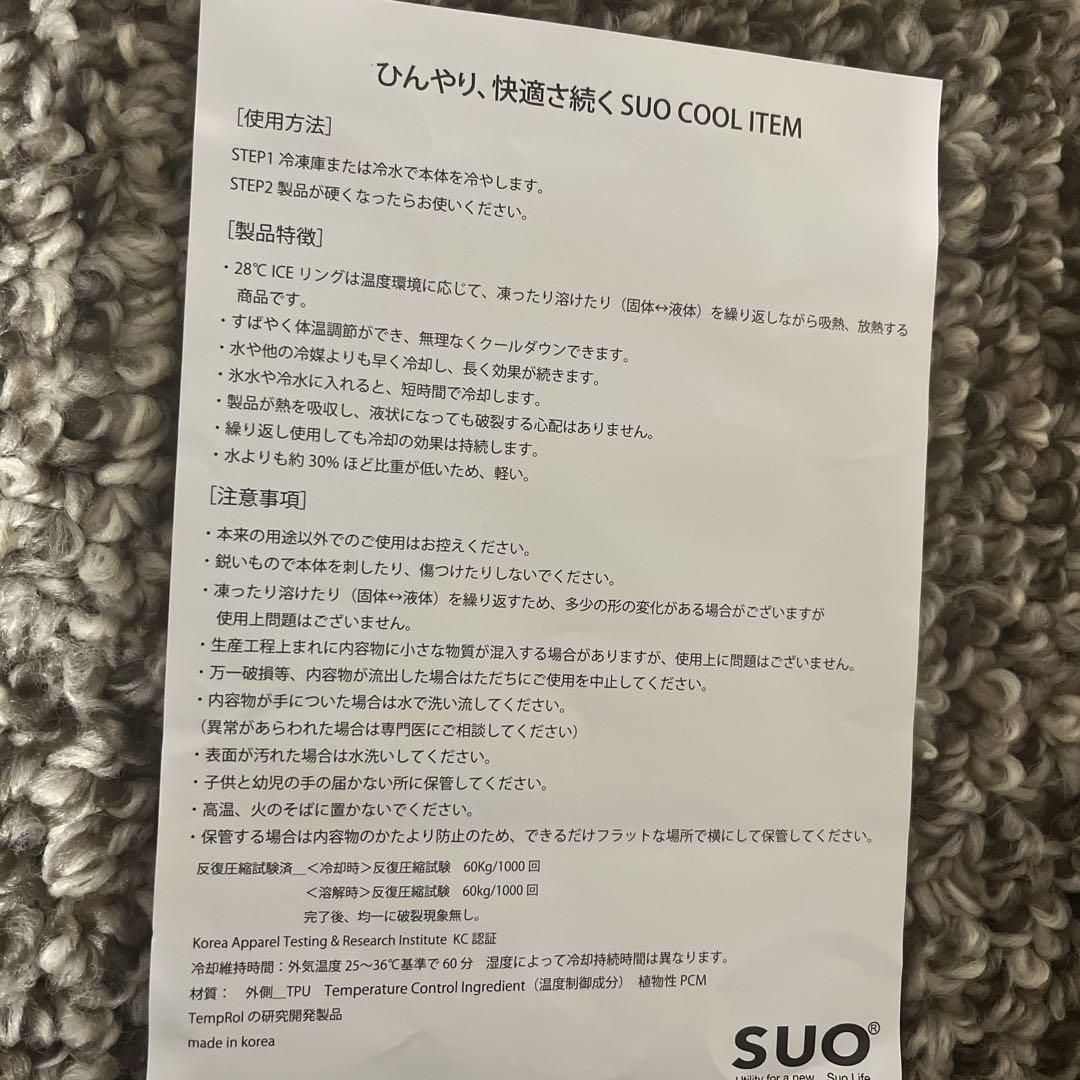 ひんやり、快適さ続く SUO COOL ITEM
［使用方法］
STEP1 冷凍庫または冷水で本体を冷やします。
STEP2 製品が硬くなったらお使いください。
［製品特徴］
・28℃ ICE リングは温度環境に応じて、凍ったり溶けたり（固体↔液体）を繰り返しながら吸熱、放熱する
商品です。
・すばやく体温調節ができ、無理なくクールダウンできます。
・水や他の冷媒よりも早く冷却し、長く効果が続きます。
・氷水や冷水に入れると、短時間で冷却します。
・製品が熱を吸収し、液状になっても破裂する心配はありません。
・繰り返し使用しても冷却の効果は持続します。
・水よりも約 30% ほど比重が低いため、軽い。
［注意事項］
・本来の用途以外でのご使用はお控えください。
・鋭いもので本体を刺したり、傷つけたりしないでください。
・凍ったり溶けたり（固体↔液体）を繰り返すため、多少の形の変化がある場合がございますが
使用上問題はございません。
・生産工程上まれに内容物に小さな物質が混入する場合がありますが、使用上に問題はございません。
・万一破損等、内容物が流出した場合はただちにご使用を中止してください。
・内容物が手についた場合は水で洗い流してください。
（異常があらわれた場合は専門医にご相談してください）
・表面が汚れた場合は水洗いしてください。
・子供と幼児の手の届かない所に保管してください。
・高温、火のそばに置かないでください。
・保管する場合は内容物のかたより防止のため、できるだけフラットな場所で横にして保管してください。
反復圧縮試験済＿＜冷却時＞反復圧縮試験　60Kg/1000 回
＜溶解時＞反復圧縮試験　60kg/1000 回
完了後、均一に破裂現象無し。
Korea Apparel Testing & Research Institute KC 認証
冷却維持時間：外気温度 25～36℃基準で 60 分　湿度によって冷却持続時間は異なります。
材質：　外側＿TPU　Temperature Control Ingredient（温度制御成分）　植物性 PCM
TempRol の研究開発製品
made in korea
SUO®
Utility for a new Suo Life